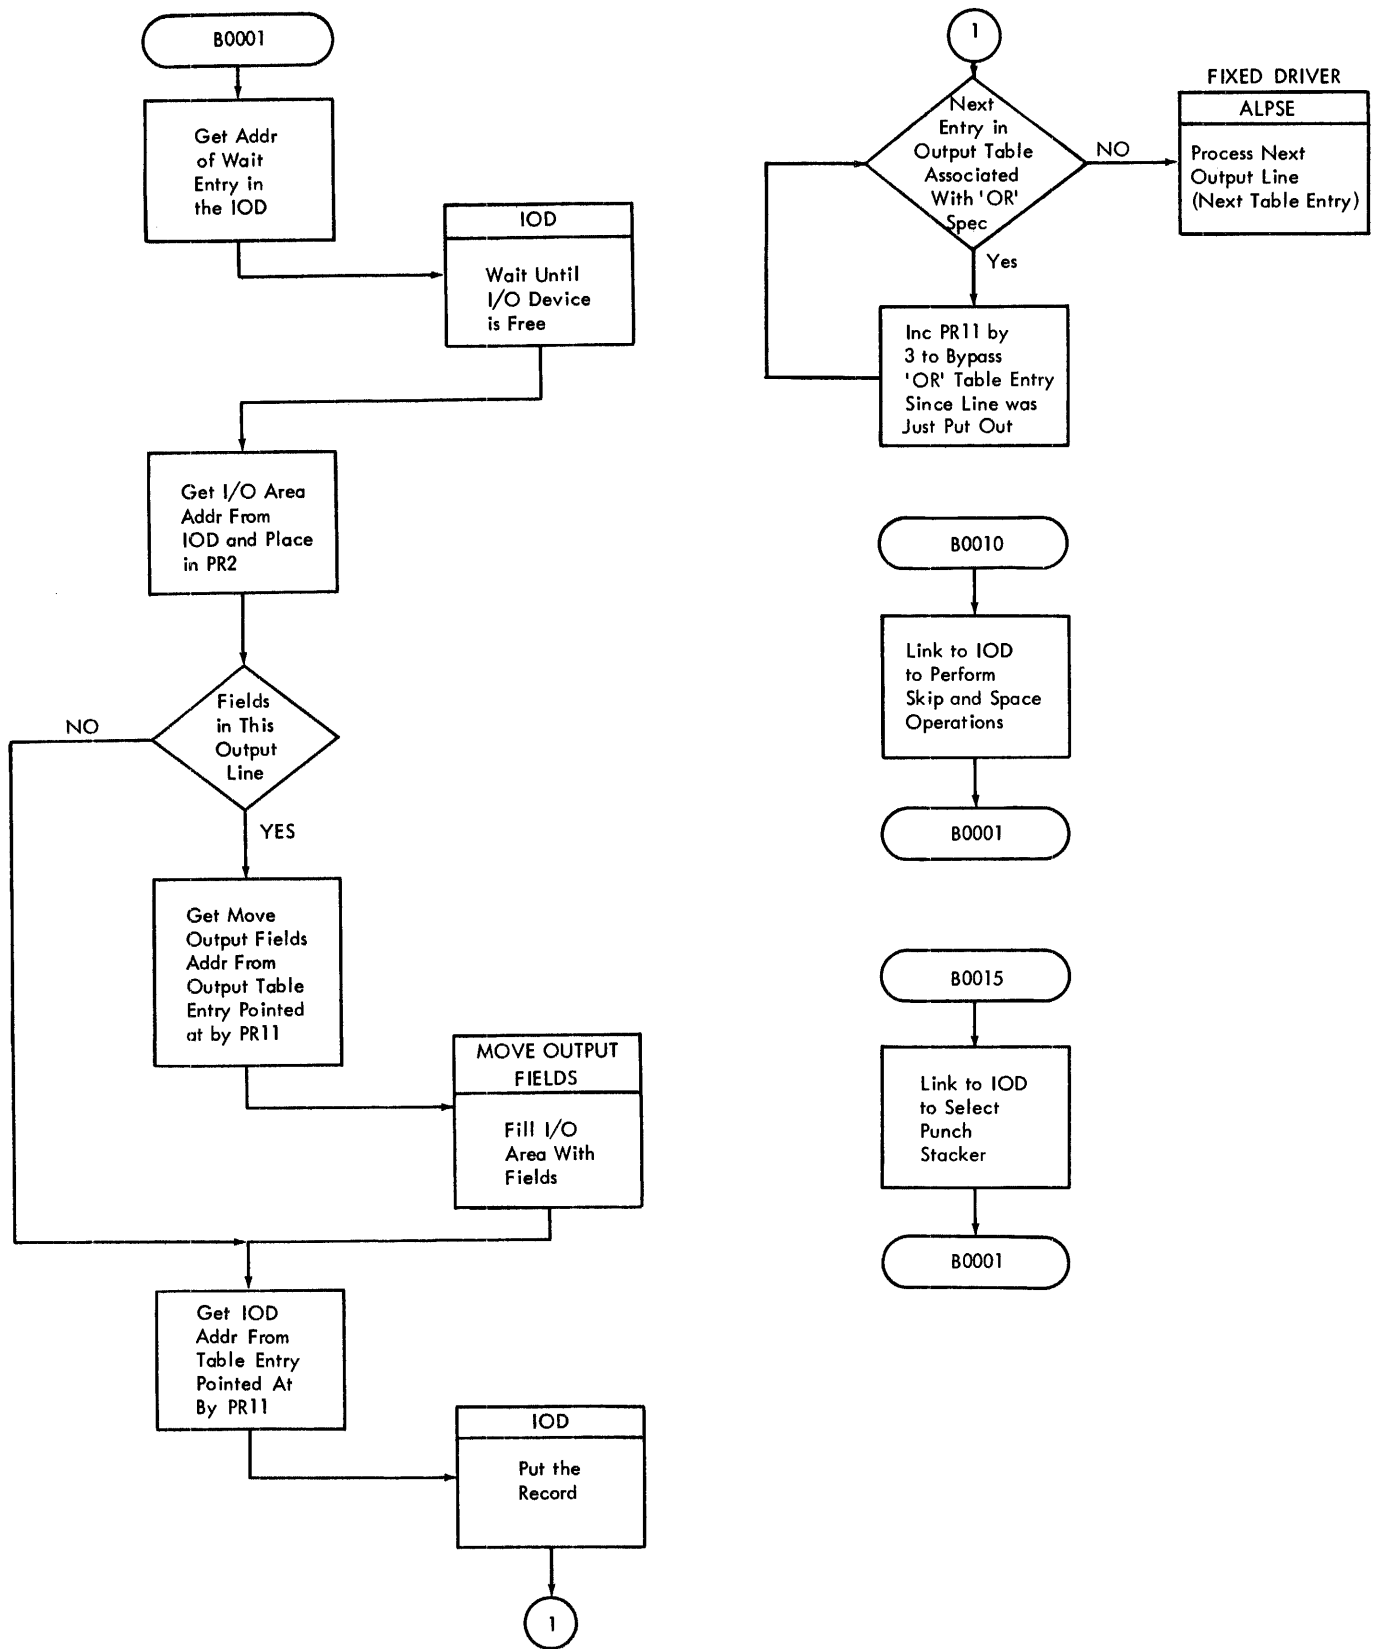 B0001
Get Addr
of Wait
Entry in
the IOD
IOD
Wait Until
I/O Device
is Free
Get I/O Area
Addr From
IOD and Place
in PR2
Fields
in This
Output
Line
NO
YES
Get Move
Output Fields
Addr From
Output Table
Entry Pointed
at by PR11
MOVE OUTPUT
FIELDS
Fill I/O
Area With
Fields
Get IOD
Addr From
Table Entry
Pointed At
By PR11
IOD
Put the
Record
1
1
Next
Entry in
Output Table
Associated
With 'OR'
Spec
NO
Yes
FIXED DRIVER
ALPSE
Process Next
Output Line
(Next Table Entry)
Inc PR11 by
3 to Bypass
'OR' Table Entry
Since Line was
Just Put Out
B0010
Link to IOD
to Perform
Skip and Space
Operations
B0001
B0015
Link to IOD
to Select
Punch
Stacker
B0001